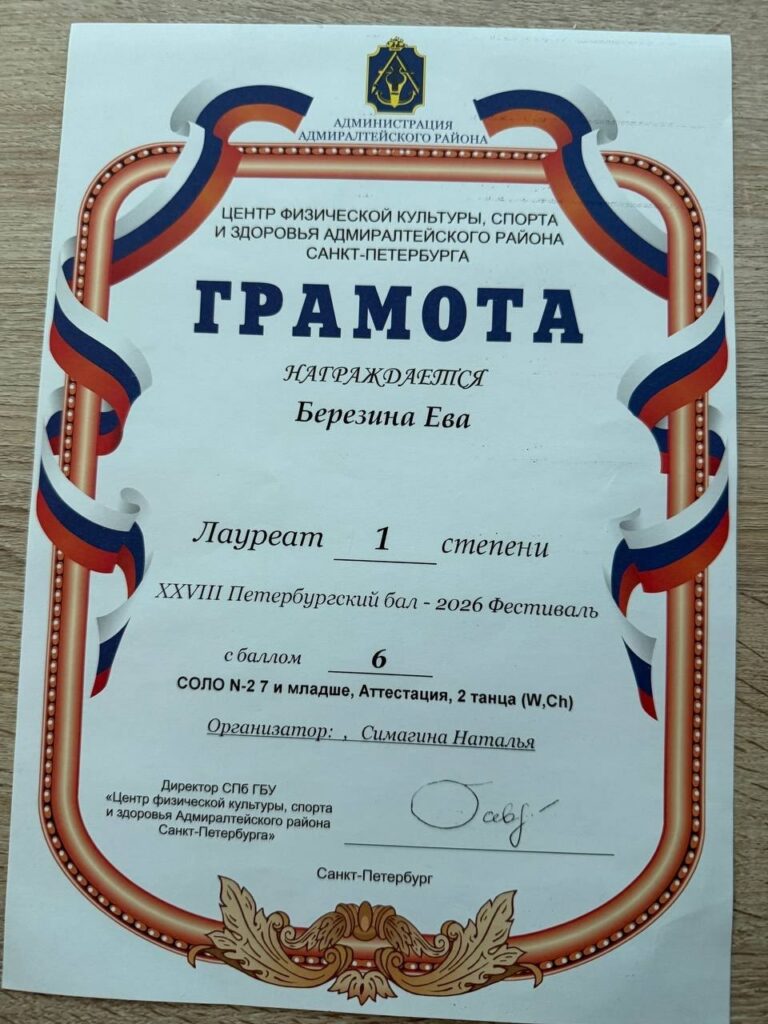 АДМИНИСТРАЦИЯ
АДМИРАЛТЕЙСКОГО РАЙОНА
ЦЕНТР ФИЗИЧЕСКОЙ КУЛЬТУРЫ, СПОРТА
И ЗДОРОВЬЯ АДМИРАЛТЕЙСКОГО РАЙОНА
САНКТ-ПЕТЕРБУРГА
ГРАМОТА
НАГРАЖДАЕТСЯ
Березина Ева
Лауреат 1 степени
XXVIII Петербургский бал - 2026 Фестиваль
с баллом 6
СОЛО N-2 7 и младше, Аттестация, 2 танца (W,Ch)
Организатор: , Симагина Наталья
Директор СПб ГБУ
«Центр физической культуры, спорта
и здоровья Адмиралтейского района
Санкт-Петербурга»
Санкт-Петербург